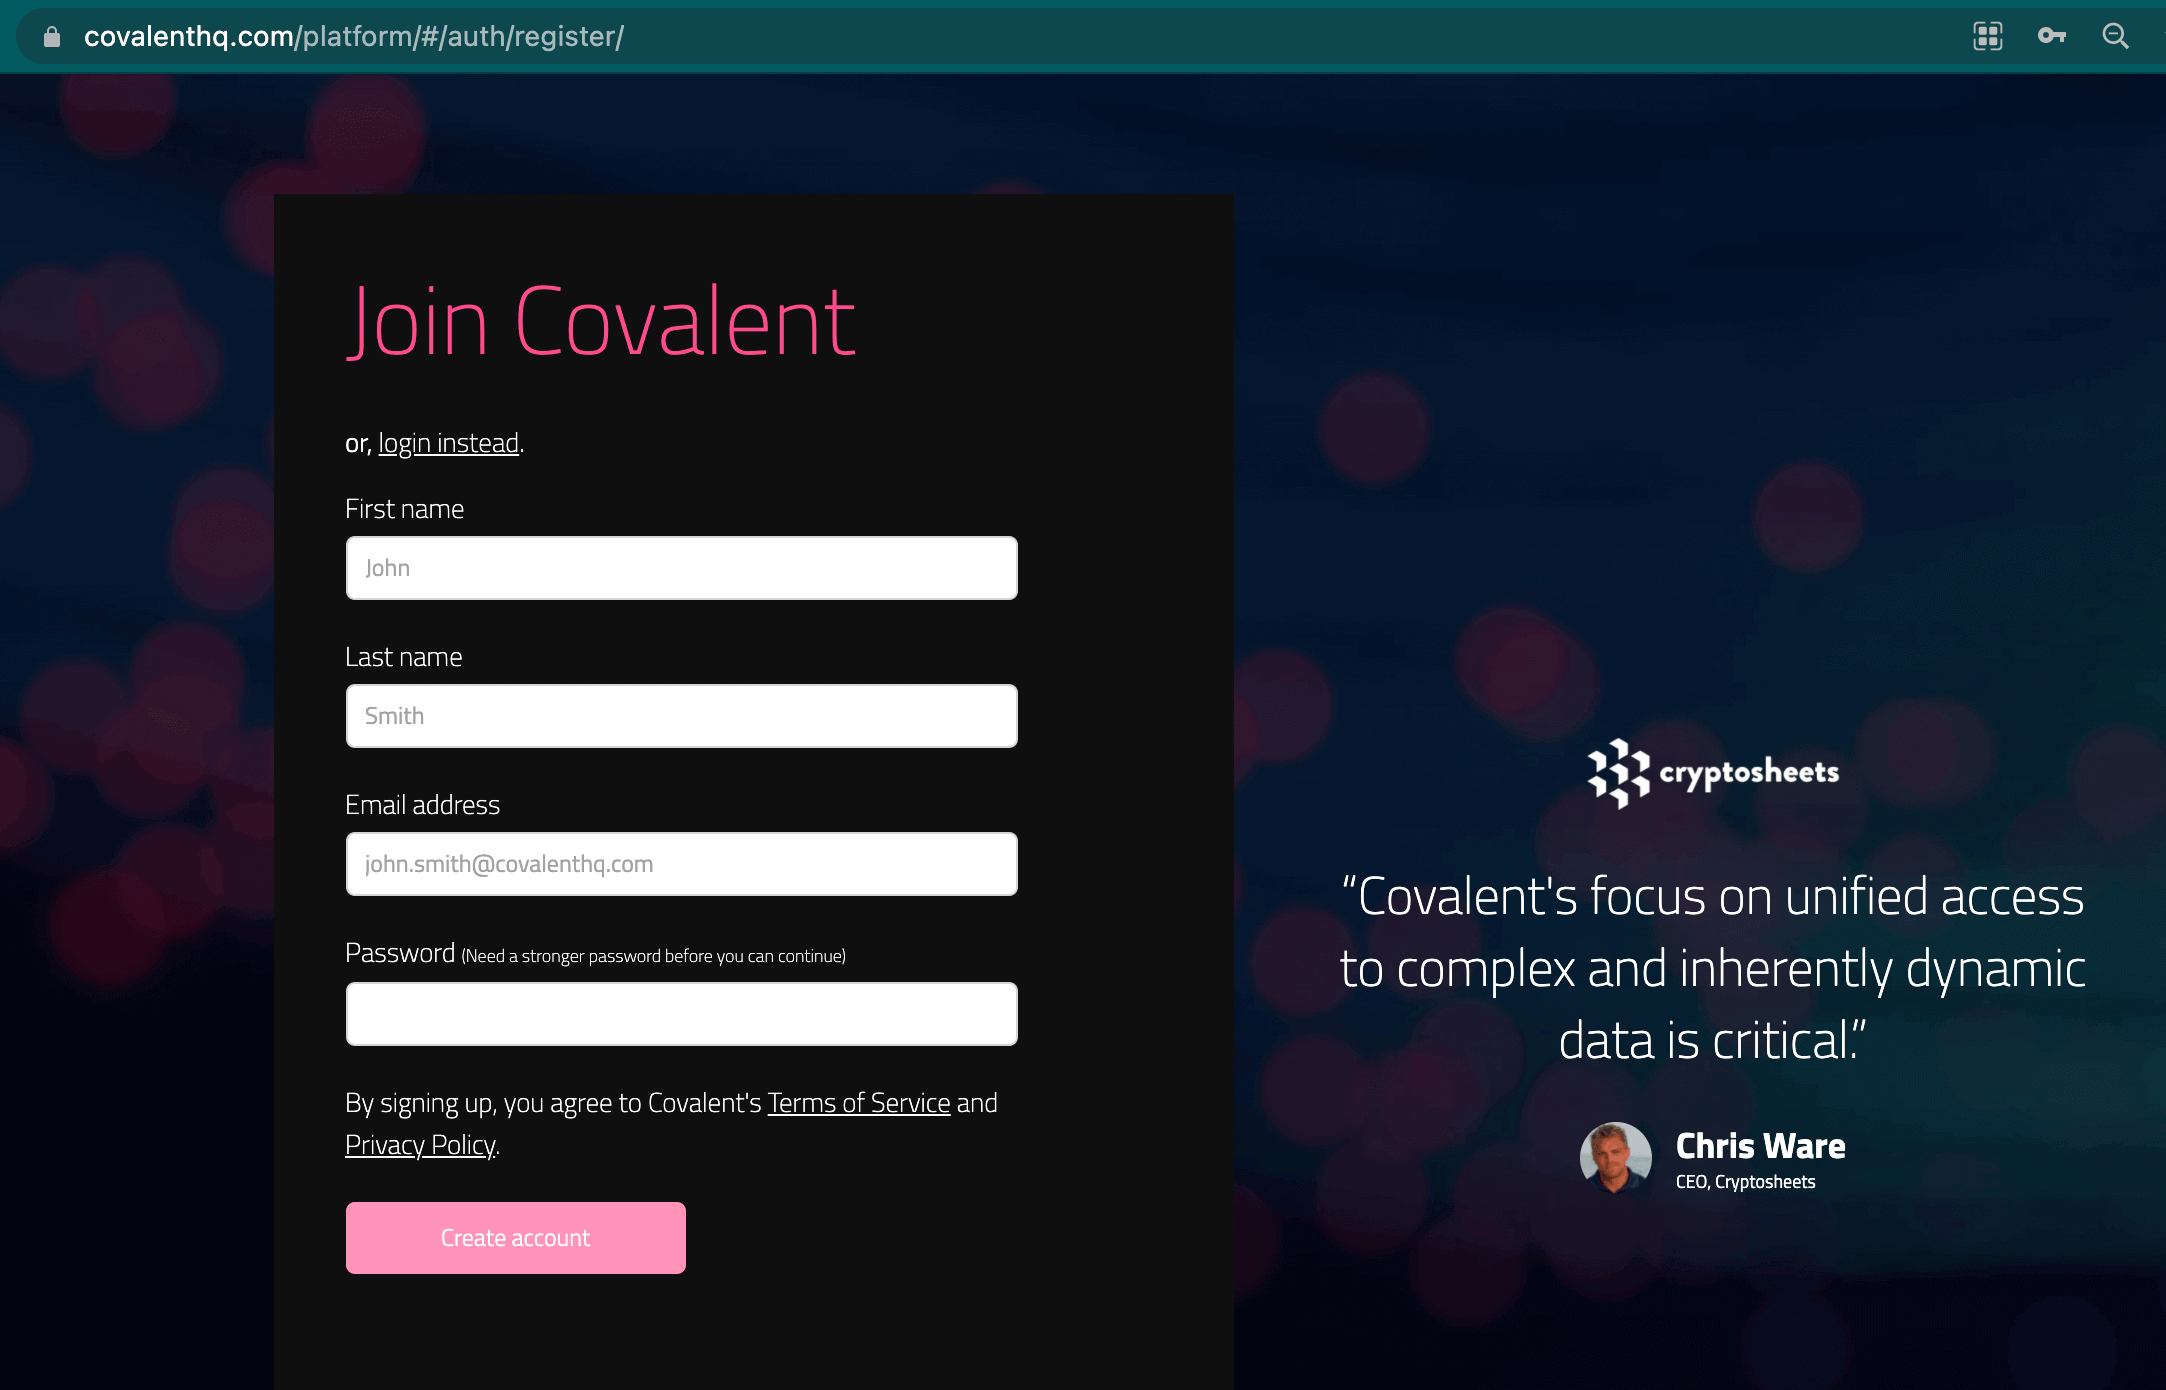 covalenthq.com/platform/#/auth/register/
Join Covalent
or, login instead.
First name
John
Last name
Smith
Email address
john.smith@covalenthq.com
Password (Need a stronger password before you can continue)
By signing up, you agree to Covalent's Terms of Service and
Privacy Policy.
Create account
cryptosheets
“Covalent's focus on unified access
to complex and inherently dynamic
data is critical.”
Chris Ware
CEO, Cryptosheets